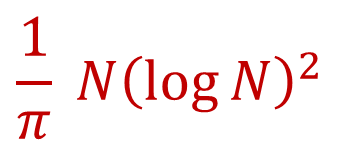 1/π N(log N)²